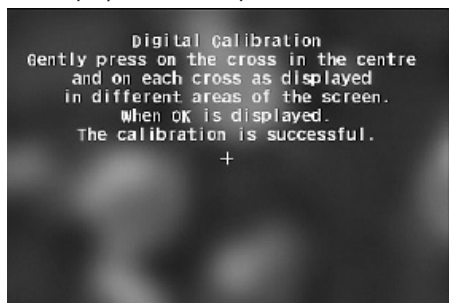 Digital Calibration
Gently press on the cross in the centre
and on each cross as displayed
in different areas of the screen.
When OK is displayed.
The calibration is successful.